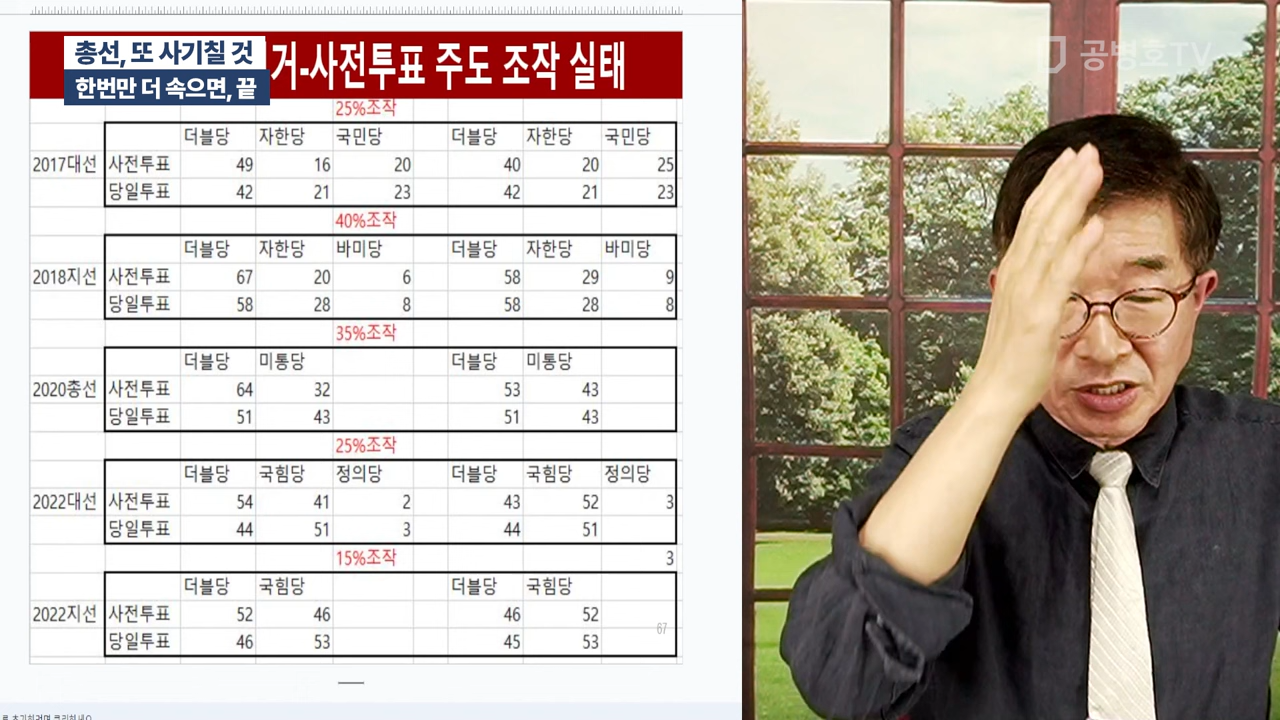 총선, 또 사기칠 것
한번만 더 속으면, 끝
거-사전투표 주도 조작 실태
공병호TV
25%조작
더블당 자한당 국민당 더블당 자한당 국민당
2017대선 사전투표 49 16 20 40 20 25
당일투표 42 21 23 42 21 23
40%조작
더블당 자한당 바미당 더블당 자한당 바미당
2018지선 사전투표 67 20 6 58 29 9
당일투표 58 28 8 58 28 8
35%조작
더블당 미통당 더블당 미통당
2020총선 사전투표 64 32 53 43
당일투표 51 43 51 43
25%조작
더블당 국힘당 정의당 더블당 국힘당 정의당
2022대선 사전투표 54 41 2 43 52 3
당일투표 44 51 3 44 51
15%조작 3
더블당 국힘당 더블당 국힘당
2022지선 사전투표 52 46 46 52
당일투표 46 53 45 53
67